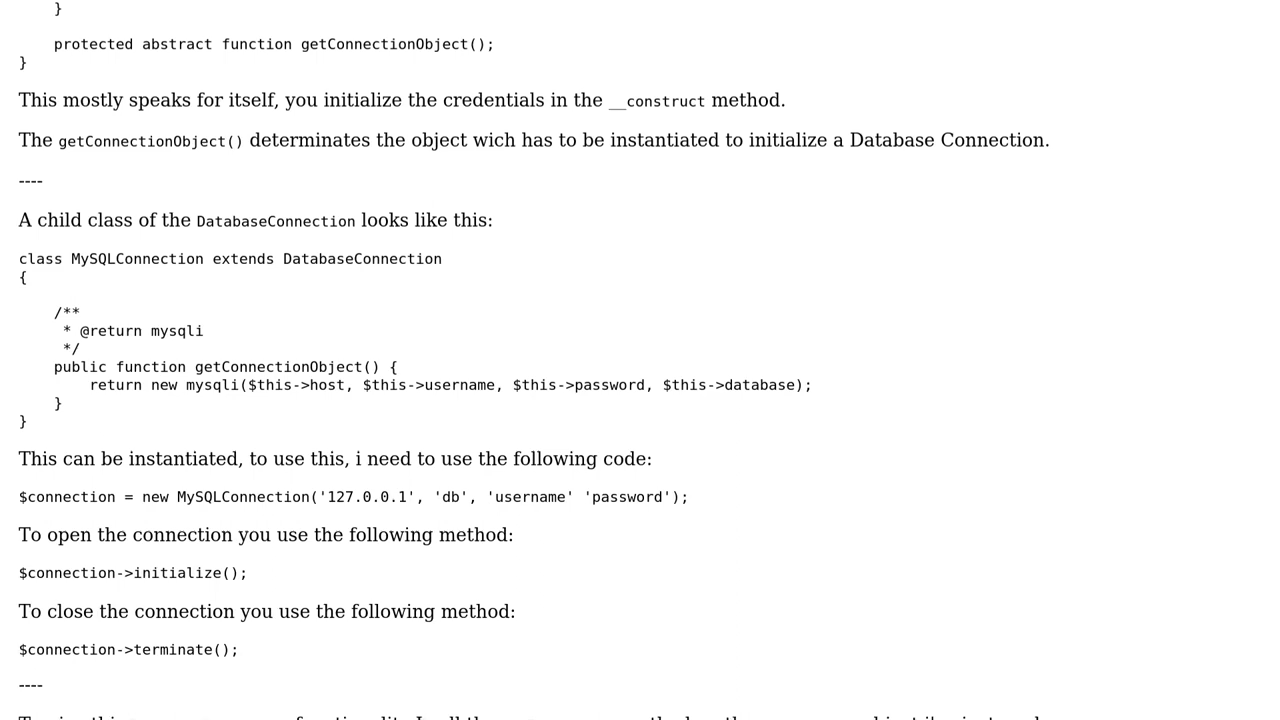 }
protected abstract function getConnectionObject();
}
This mostly speaks for itself, you initialize the credentials in the __construct method.
The getConnectionObject() determinates the object wich has to be instantiated to initialize a Database Connection.
----
A child class of the DatabaseConnection looks like this:
class MySQLConnection extends DatabaseConnection
{
/**
* @return mysqli
*/
public function getConnectionObject() {
return new mysqli($this->host, $this->username, $this->password, $this->database);
}
}
This can be instantiated, to use this, i need to use the following code:
$connection = new MySQLConnection('127.0.0.1', 'db', 'username' 'password');
To open the connection you use the following method:
$connection->initialize();
To close the connection you use the following method:
$connection->terminate();
----